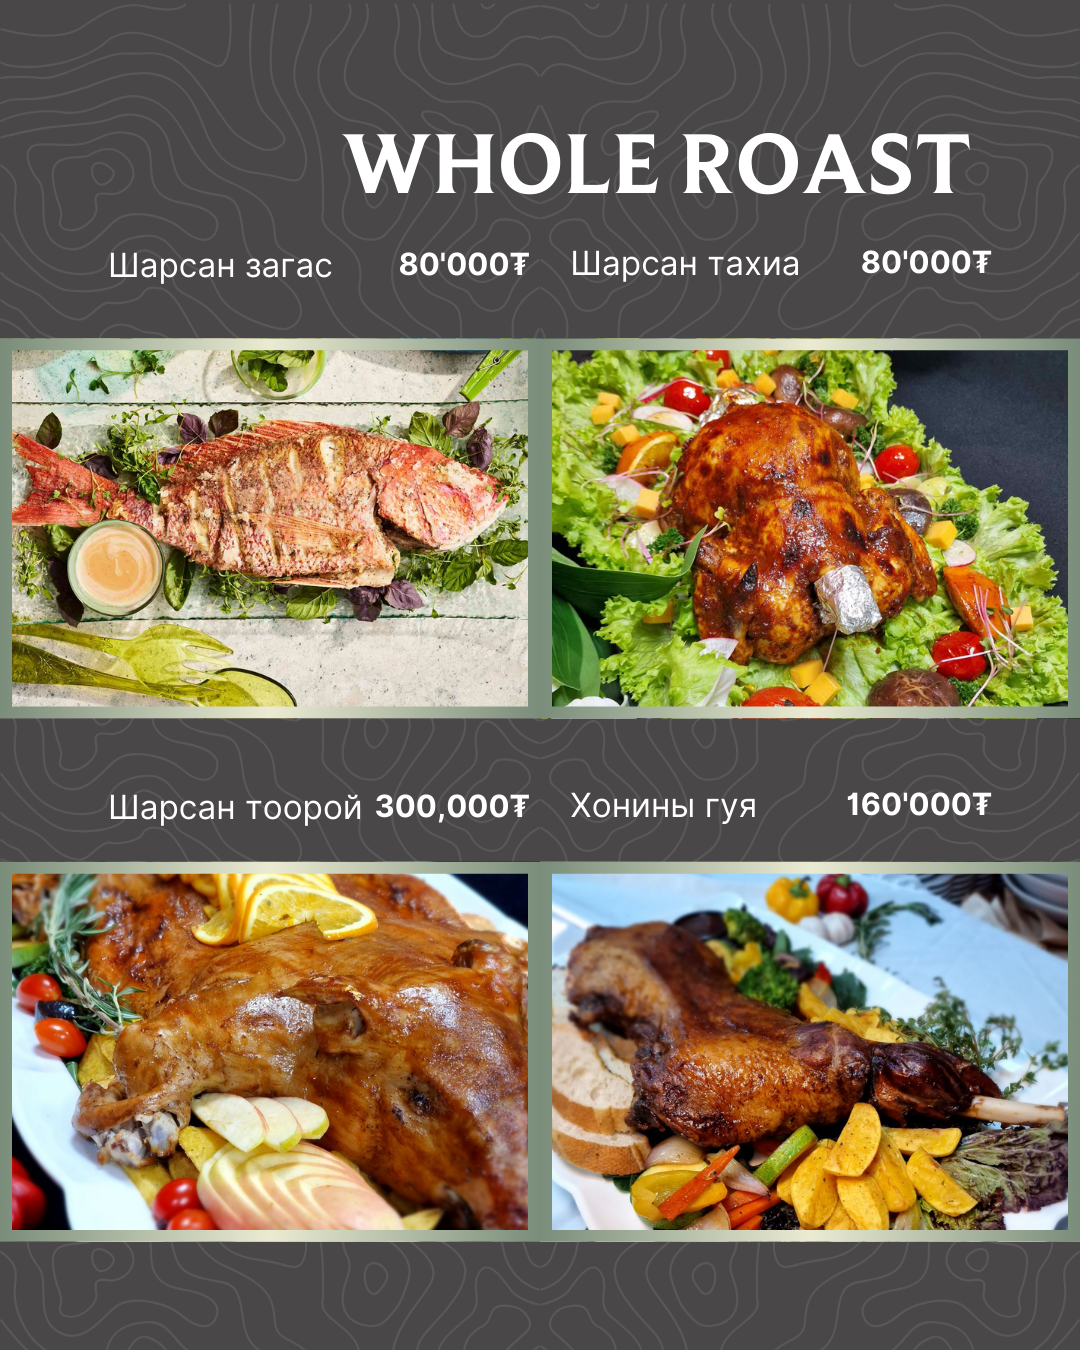 WHOLE ROAST
Шарсан загас 80'000₮
Шарсан тахиа 80'000₮
Шарсан тоорой 300,000₮
Хонины гуя 160'000₮